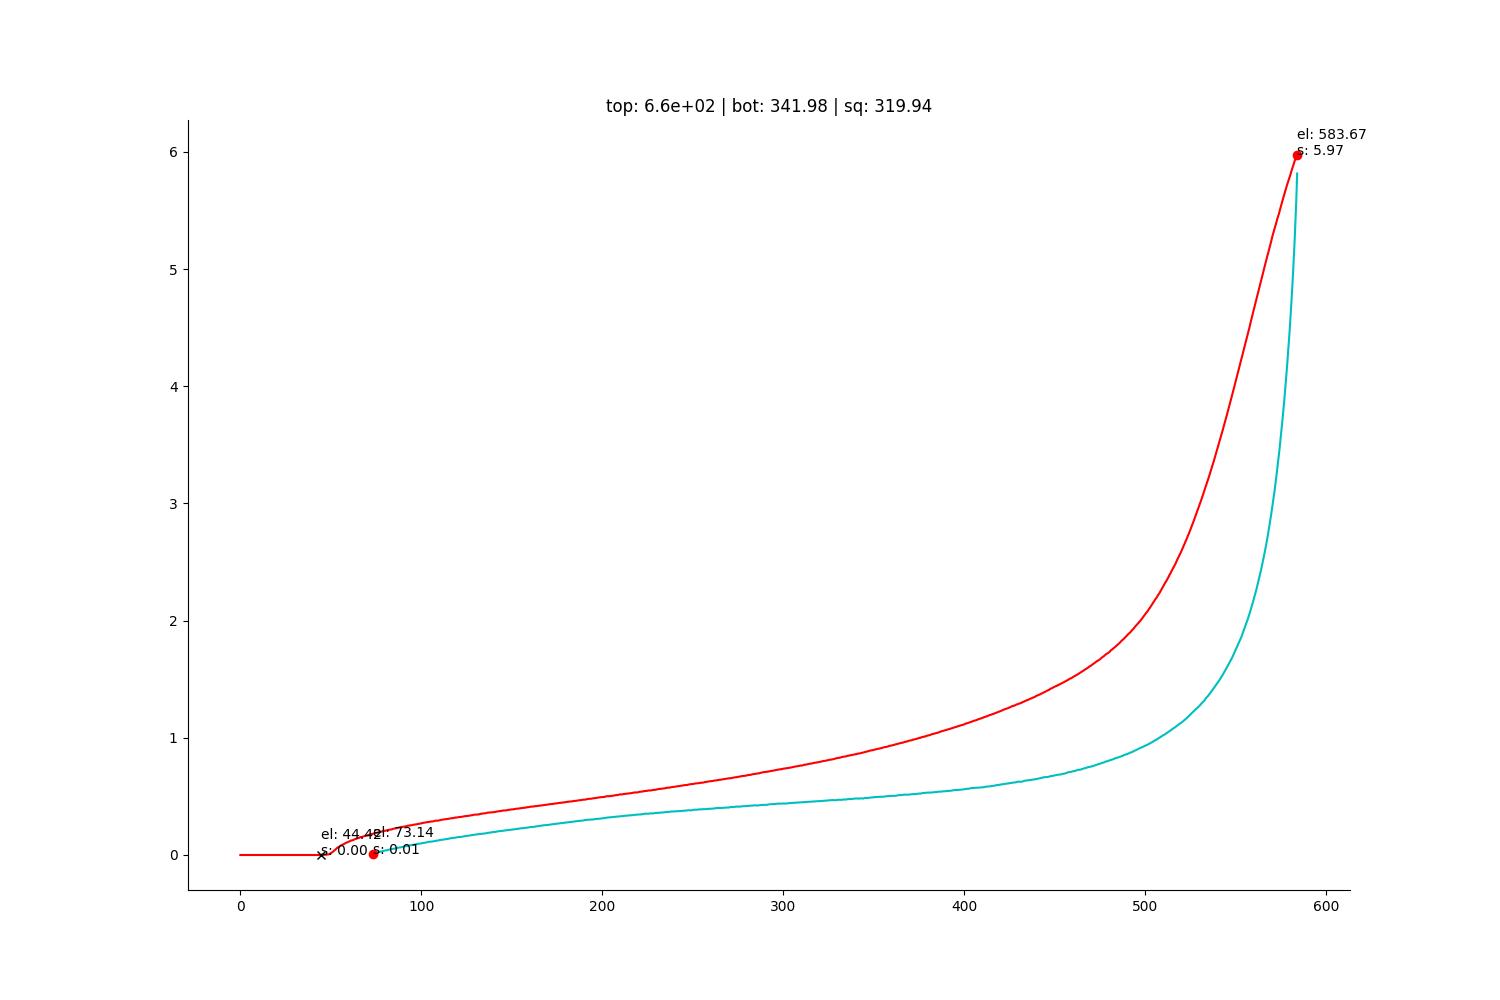 top: 6.6e+02 | bot: 341.98 | sq: 319.94
el: 583.67
s: 5.97
6
5
4
3
2
1
0
el: 44.42
s: 0.00
el: 73.14
s: 0.01
0 100 200 300 400 500 600